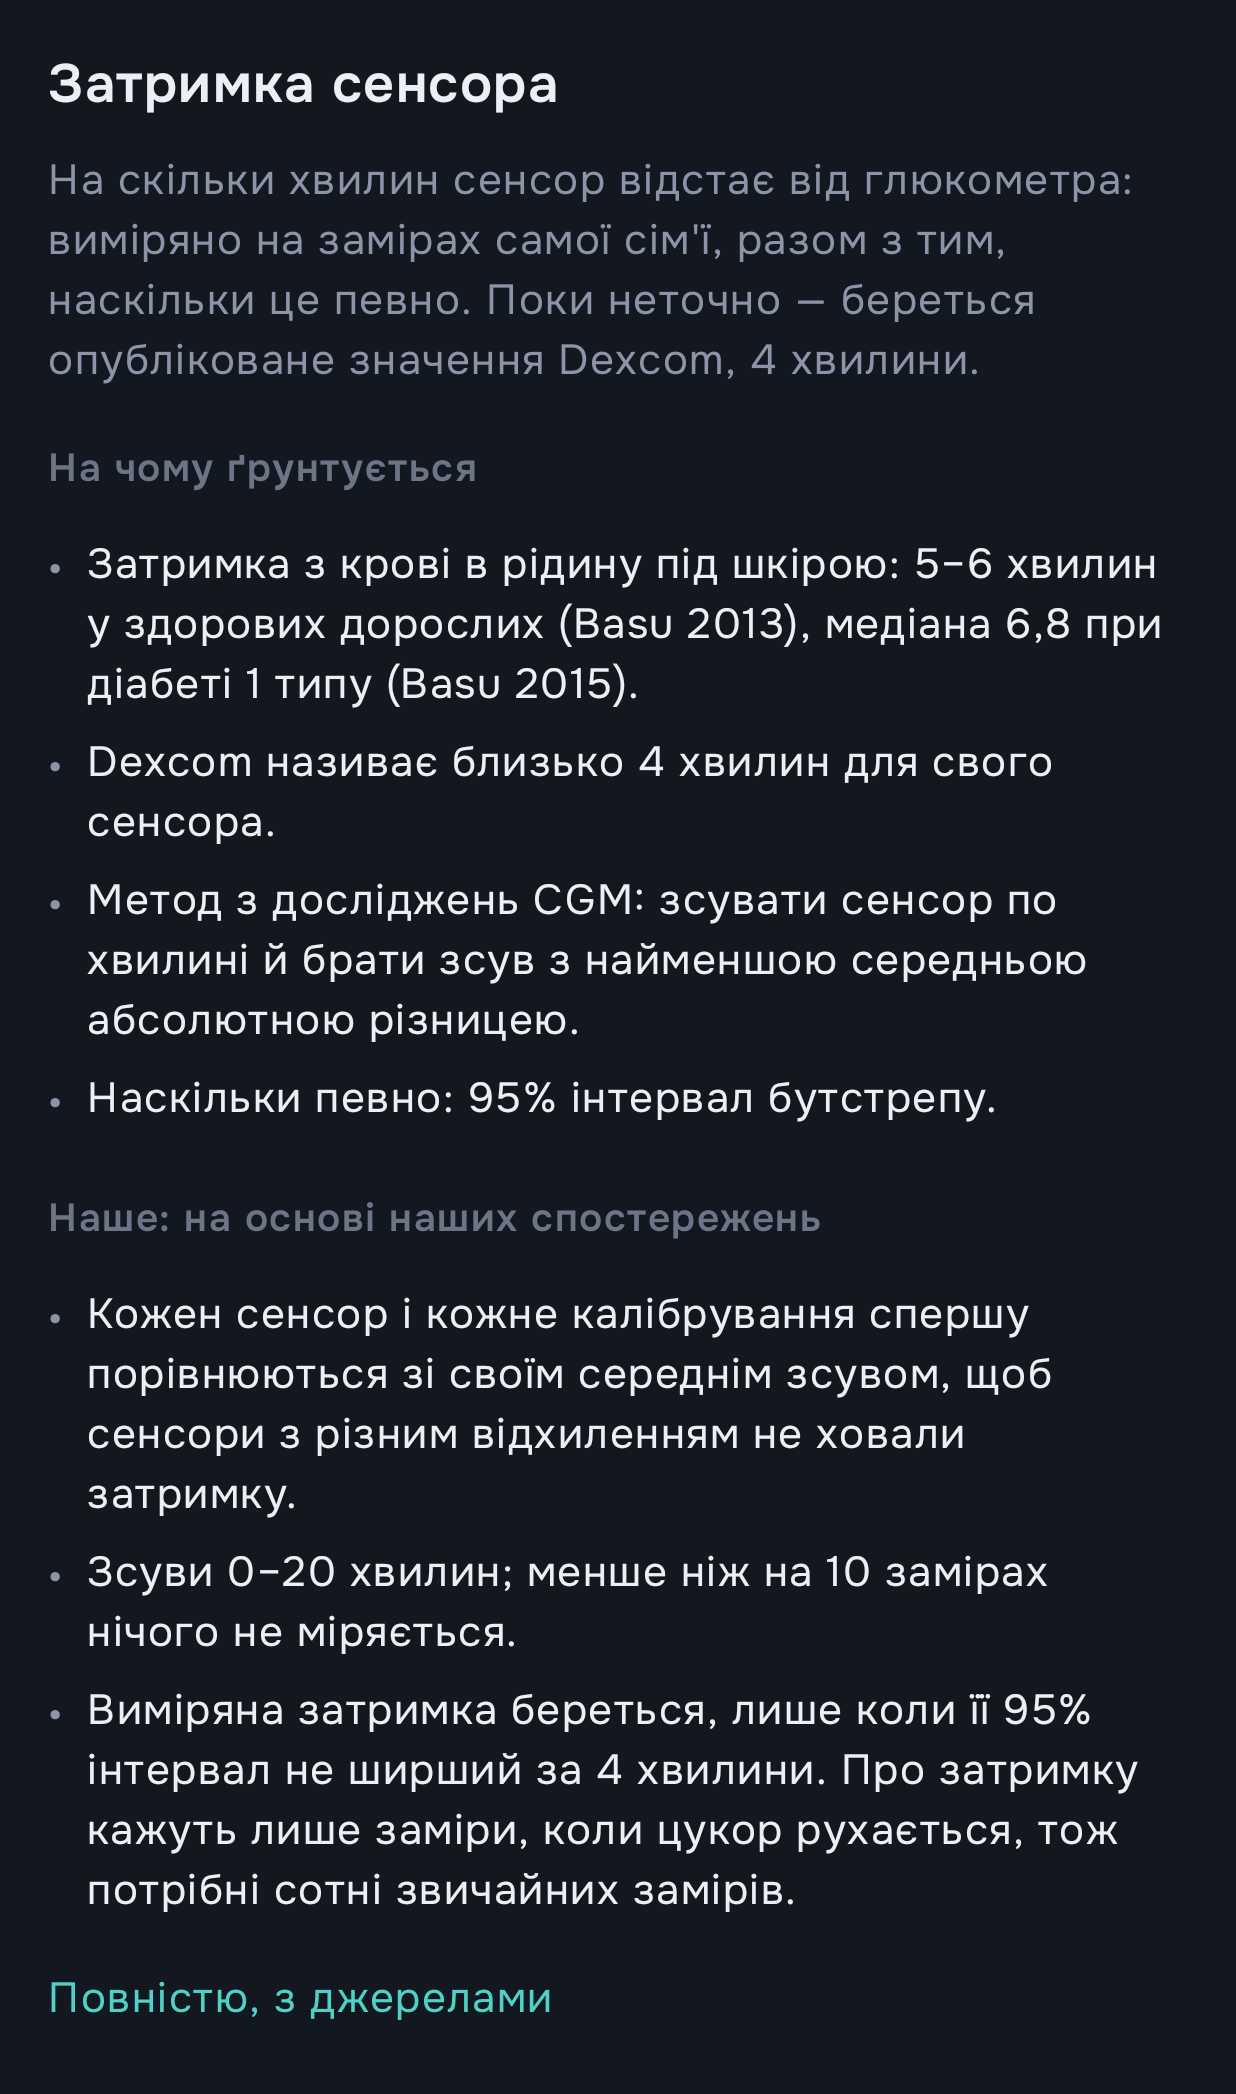 Затримка сенсора
На скільки хвилин сенсор відстає від глюкометра:
виміряно на замірах самої сім'ї, разом з тим,
наскільки це певно. Поки неточно — береться
опубліковане значення Dexcom, 4 хвилини.
На чому ґрунтується
• Затримка з крові в рідину під шкірою: 5–6 хвилин
у здорових дорослих (Basu 2013), медіана 6,8 при
діабеті 1 типу (Basu 2015).
• Dexcom називає близько 4 хвилин для свого
сенсора.
• Метод з досліджень CGM: зсувати сенсор по
хвилині й брати зсув з найменшою середньою
абсолютною різницею.
• Наскільки певно: 95% інтервал бутстрепу.
Наше: на основі наших спостережень
• Кожен сенсор і кожне калібрування спершу
порівнюються зі своїм середнім зсувом, щоб
сенсори з різним відхиленням не ховали
затримку.
• Зсуви 0–20 хвилин; менше ніж на 10 замірах
нічого не міряється.
• Виміряна затримка береться, лише коли її 95%
інтервал не ширший за 4 хвилини. Про затримку
кажуть лише заміри, коли цукор рухається, тож
потрібні сотні звичайних замірів.
Повністю, з джерелами